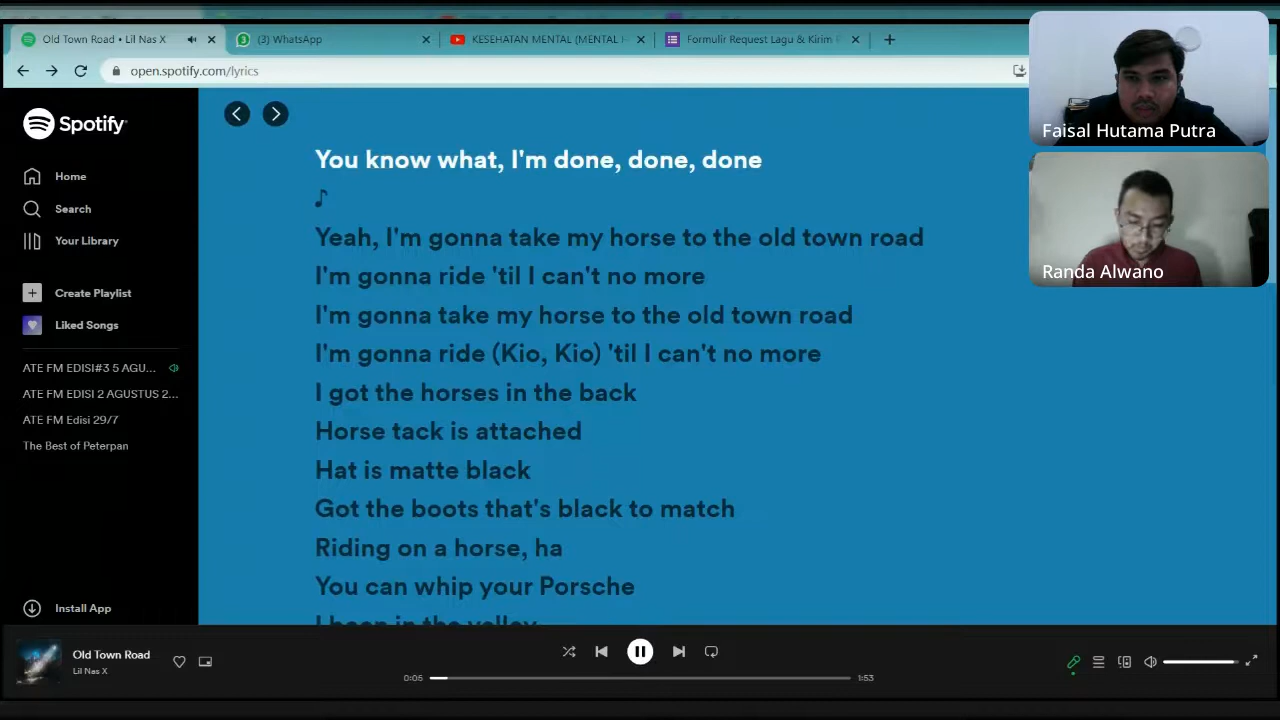 Old Town Road • Lil Nas X
(3) WhatsApp
KESEHATAN MENTAL (MENTAL
Formulir Request Lagu & Kirim
open.spotify.com/lyrics
Faisal Hutama Putra
Randa Alwano
Spotify
Home
Search
Your Library
Create Playlist
Liked Songs
ATE FM EDISI#3 5 AGU...
ATE FM EDISI 2 AGUSTUS 2...
ATE FM Edisi 29/7
The Best of Peterpan
Install App
You know what, I'm done, done, done
♪
Yeah, I'm gonna take my horse to the old town road
I'm gonna ride 'til I can't no more
I'm gonna take my horse to the old town road
I'm gonna ride (Kio, Kio) 'til I can't no more
I got the horses in the back
Horse tack is attached
Hat is matte black
Got the boots that's black to match
Riding on a horse, ha
You can whip your Porsche
I been in the valley
Old Town Road
Lil Nas X
0:06
1:53